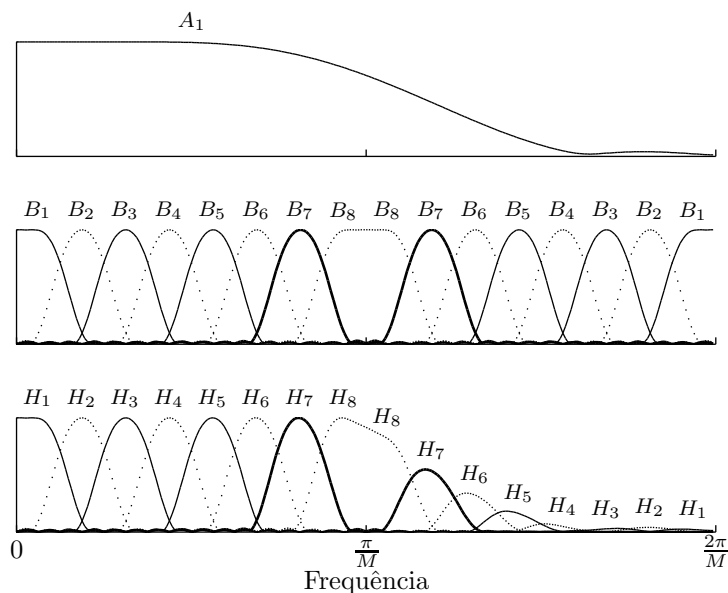 A₁
B₁ B₂ B₃ B₄ B₅ B₆ B₇ B₈ B₈ B₇ B₆ B₅ B₄ B₃ B₂ B₁
H₁ H₂ H₃ H₄ H₅ H₆ H₇ H₈ H₈ H₇ H₆ H₅ H₄ H₃ H₂ H₁
0 π/M 2π/M
Frequência